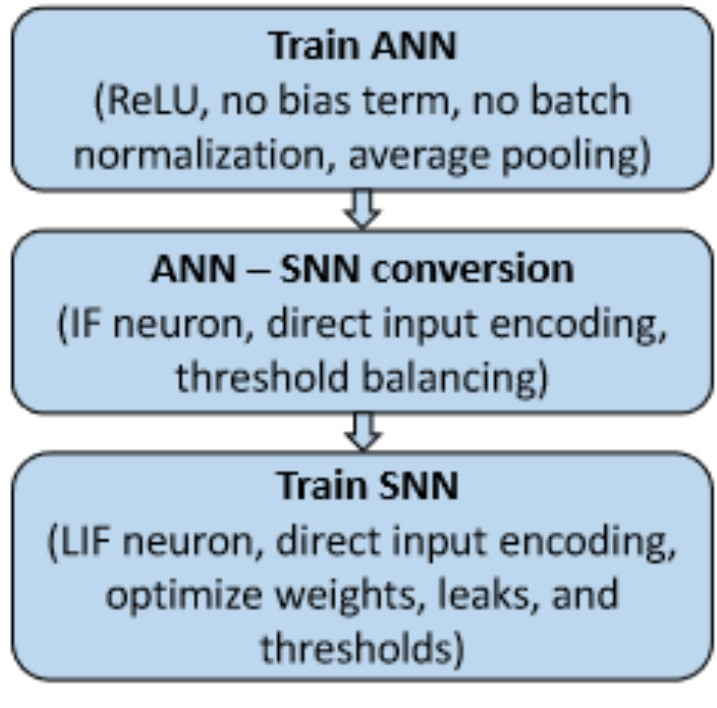 Train ANN
(ReLU, no bias term, no batch
normalization, average pooling)
ANN – SNN conversion
(IF neuron, direct input encoding,
threshold balancing)
Train SNN
(LIF neuron, direct input encoding,
optimize weights, leaks, and
thresholds)